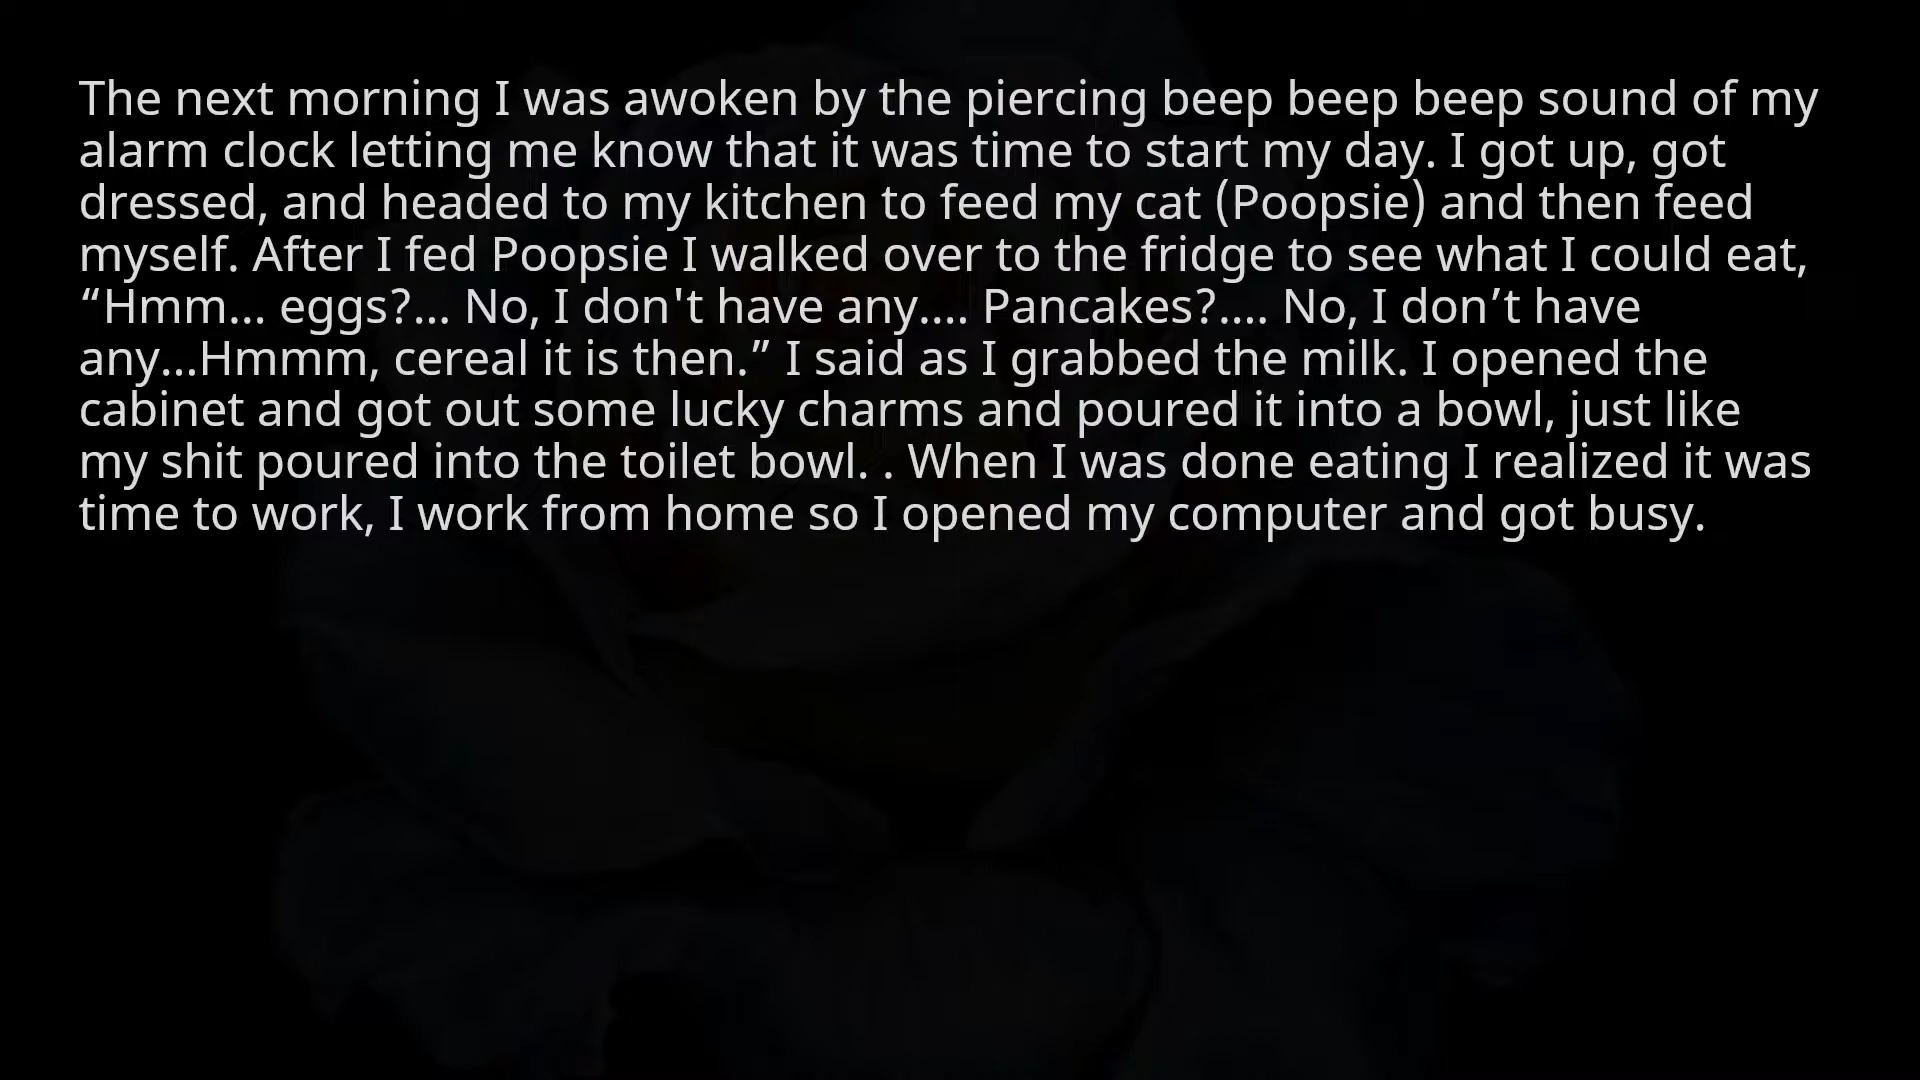 The next morning I was awoken by the piercing beep beep beep sound of my
alarm clock letting me know that it was time to start my day. I got up, got
dressed, and headed to my kitchen to feed my cat (Poopsie) and then feed
myself. After I fed Poopsie I walked over to the fridge to see what I could eat,
“Hmm... eggs?... No, I don't have any.... Pancakes?.... No, I don’t have
any...Hmmm, cereal it is then.” I said as I grabbed the milk. I opened the
cabinet and got out some lucky charms and poured it into a bowl, just like
my shit poured into the toilet bowl. . When I was done eating I realized it was
time to work, I work from home so I opened my computer and got busy.